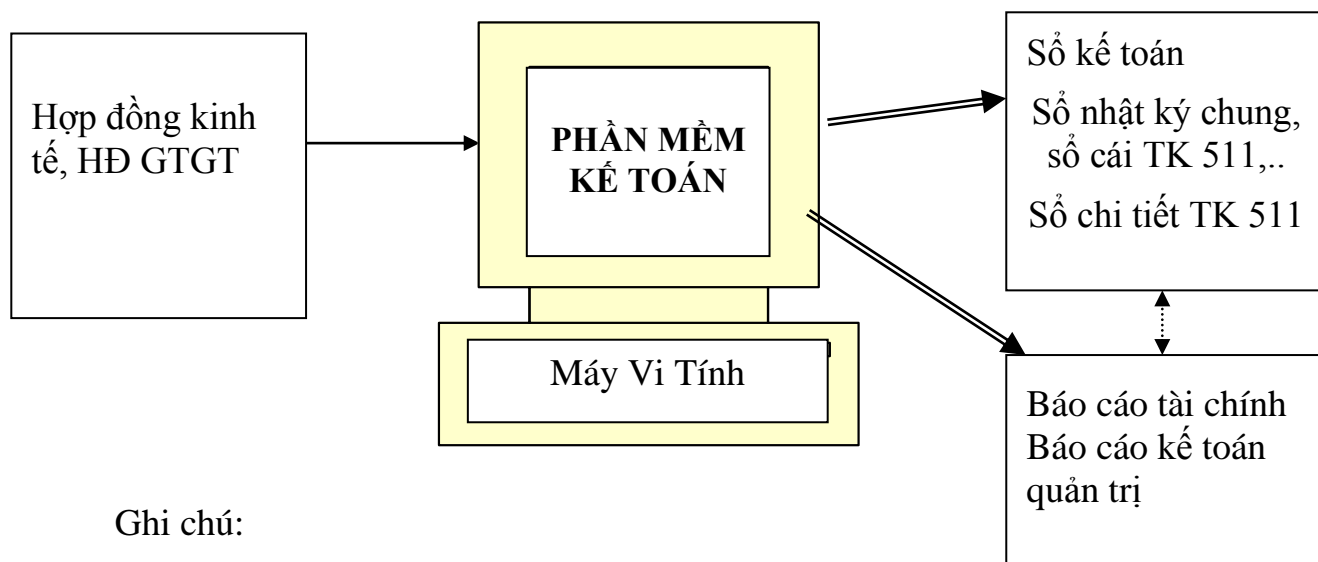 Hợp đồng kinh
tế, HĐ GTGT
PHẦN MỀM
KẾ TOÁN
Máy Vi Tính
Sổ kế toán
Sổ nhật ký chung,
sổ cái TK 511,..
Sổ chi tiết TK 511
Báo cáo tài chính
Báo cáo kế toán
quản trị
Ghi chú: